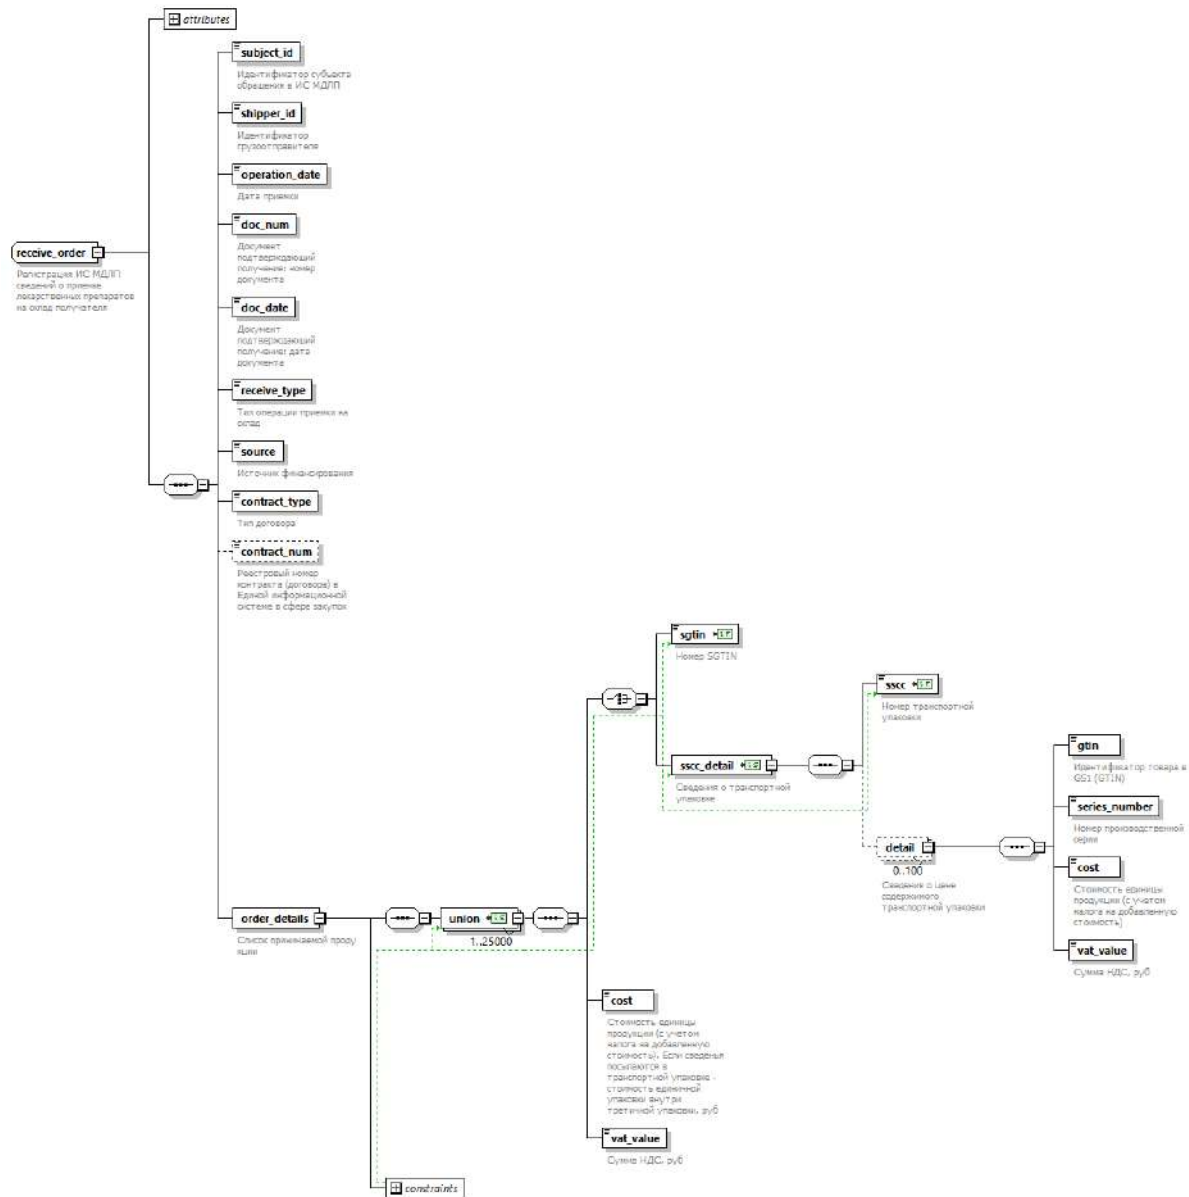 attributes
subject_id
Идентификатор субъекта
обращения в ИС МДЛП
shipper_id
Идентификатор
грузоотправителя
operation_date
Дата приемки
doc_num
Документ
подтверждающий
получение: номер
документа
receive_order
Регистрация ИС МДЛП
сведений о приемке
лекарственных препаратов
на склад получателя
doc_date
Документ
подтверждающий
получение: дата
документа
receive_type
Тип операции приемки на
склад
source
Источник финансирования
contract_type
Тип договора
contract_num
Реестровый номер
контракта (договора) в
Единой информационной
системе в сфере закупок
sgtin
Номер SGTIN
sscc
Номер транспортной
упаковки
sscc_detail
Сведения о транспортной
упаковке
gtin
Идентификатор товара в
GS1 (GTIN)
series_number
Номер производственной
серии
detail
0..100
Сведения о цене
содержимого
транспортной упаковки
cost
Стоимость единицы
продукции (с учетом
налога на добавленную
стоимость)
vat_value
Сумма НДС, руб
order_details
Список принимаемой проду
кции
union
1..25000
cost
Стоимость единицы
продукции (с учетом
налога на добавленную
стоимость). Если сведенья
посылаются в
транспортной упаковке -
стоимость единичной
упаковки внутри
третичной упаковки, руб
vat_value
Сумма НДС, руб
constraints